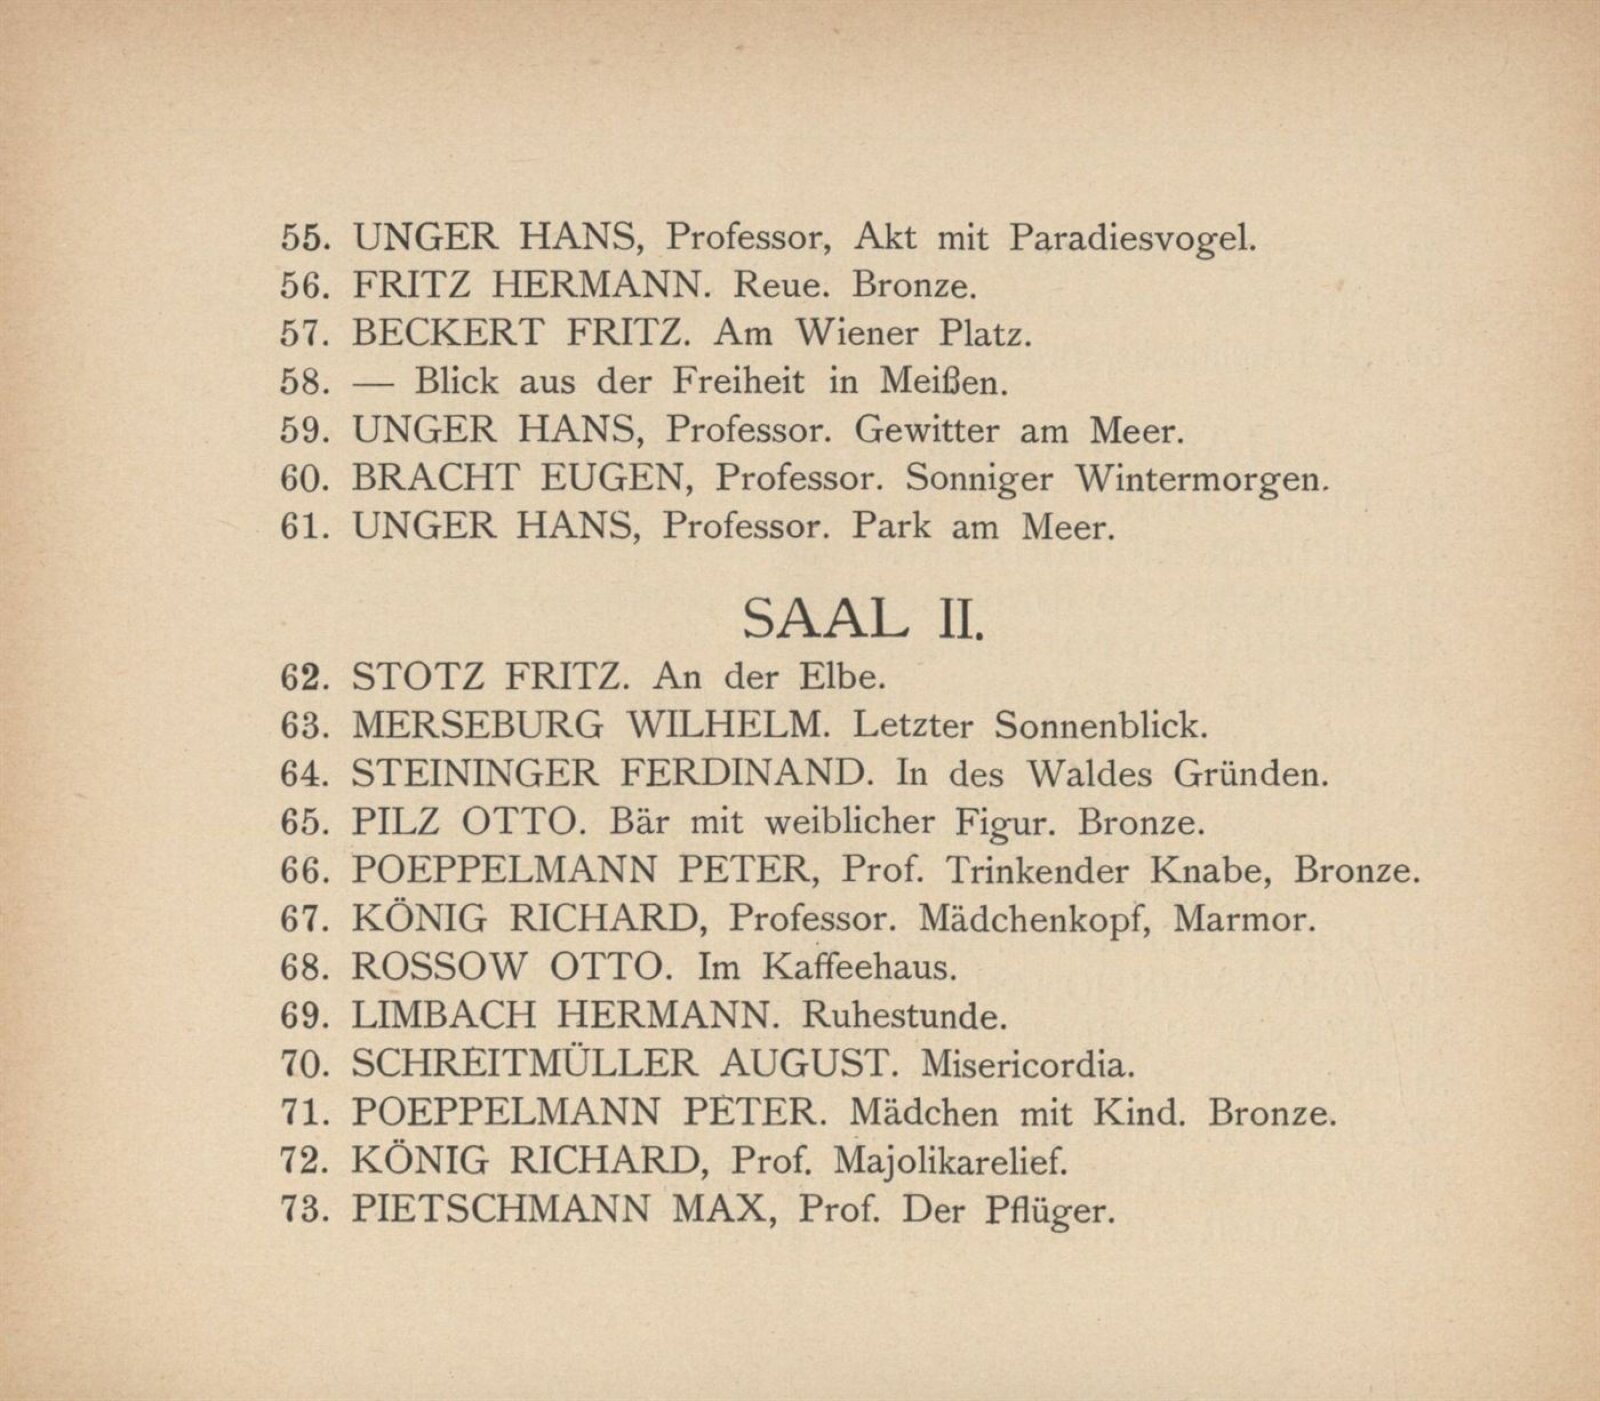 55. UNGER HANS, Professor, Akt mit Paradiesvogel.
56. FRITZ HERMANN. Reue. Bronze.
57. BECKERT FRITZ. Am Wiener Platz.
58. — Blick aus der Freiheit in Meißen.
59. UNGER HANS, Professor. Gewitter am Meer.
60. BRACHT EUGEN, Professor. Sonniger Wintermorgen.
61. UNGER HANS, Professor. Park am Meer.
SAAL II.
62. STOTZ FRITZ. An der Elbe.
63. MERSEBURG WILHELM. Letzter Sonnenblick.
64. STEININGER FERDINAND. In des Waldes Gründen.
65. PILZ OTTO. Bär mit weiblicher Figur. Bronze.
66. POEPPELMANN PETER, Prof. Trinkender Knabe, Bronze.
67. KÖNIG RICHARD, Professor. Mädchenkopf, Marmor.
68. ROSSOW OTTO. Im Kaffeehaus.
69. LIMBACH HERMANN. Ruhestunde.
70. SCHREITMÜLLER AUGUST. Misericordia.
71. POEPPELMANN PETER. Mädchen mit Kind. Bronze.
72. KÖNIG RICHARD, Prof. Majolikarelief.
73. PIETSCHMANN MAX, Prof. Der Pflüger.